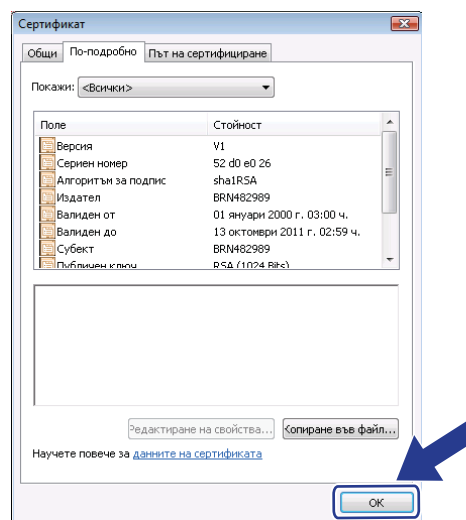 Сертификат
Общи По-подробно Път на сертифициране
Покажи: <Всички>
Поле Стойност
Версия V1
Сериен номер 52 d0 e0 26
Алгоритъм за подпис sha1RSA
Издател BRN482989
Валиден от 01 януари 2000 г. 03:00 ч.
Валиден до 13 октомври 2011 г. 02:59 ч.
Субект BRN482989
Публичен ключ RSA (1024 Bits)
Редактиране на свойства... Копиране във файл...
Научете повече за данните на сертификата
OK